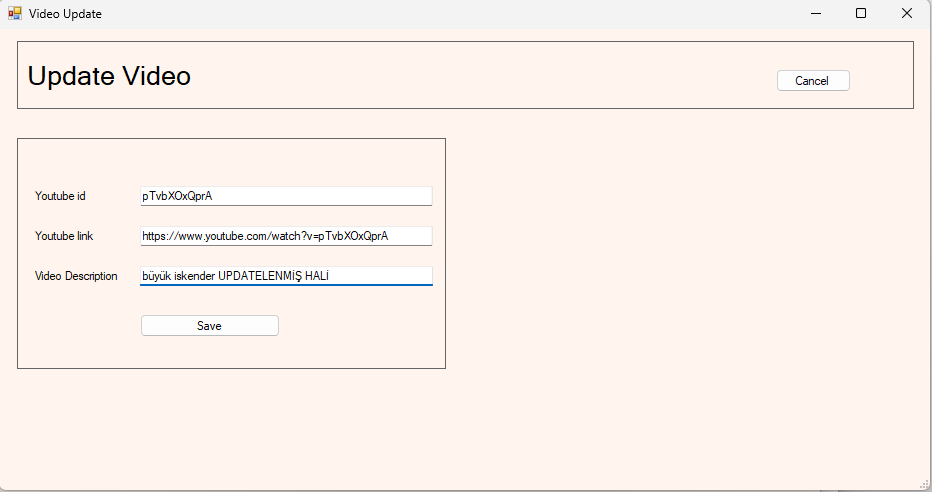 Video Update
Update Video
Cancel
Youtube id
pTvbXOxQprA
Youtube link
https://www.youtube.com/watch?v=pTvbXOxQprA
Video Description
büyük iskender UPDATELENMİŞ HALİ
Save